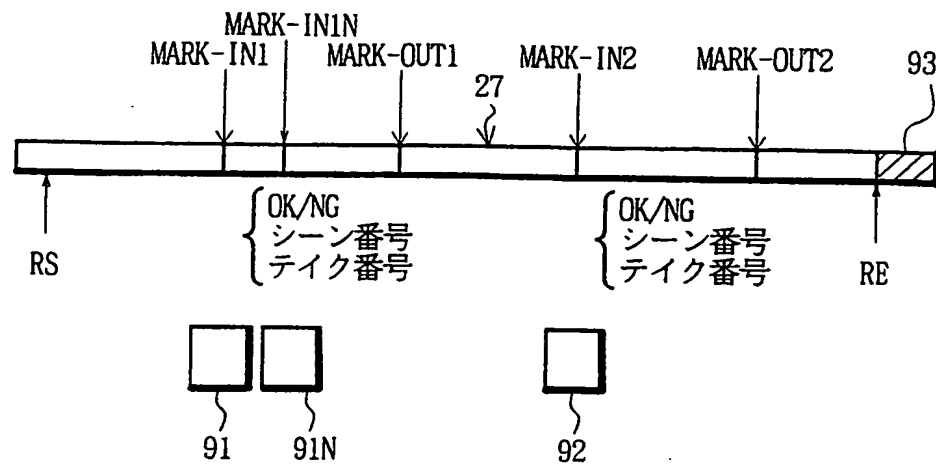 MARK-IN1N
MARK-IN1
MARK-OUT1
27
MARK-IN2
MARK-OUT2
93
OK/NG
シーン番号
テイク番号
OK/NG
シーン番号
テイク番号
RS
RE
91
91N
92